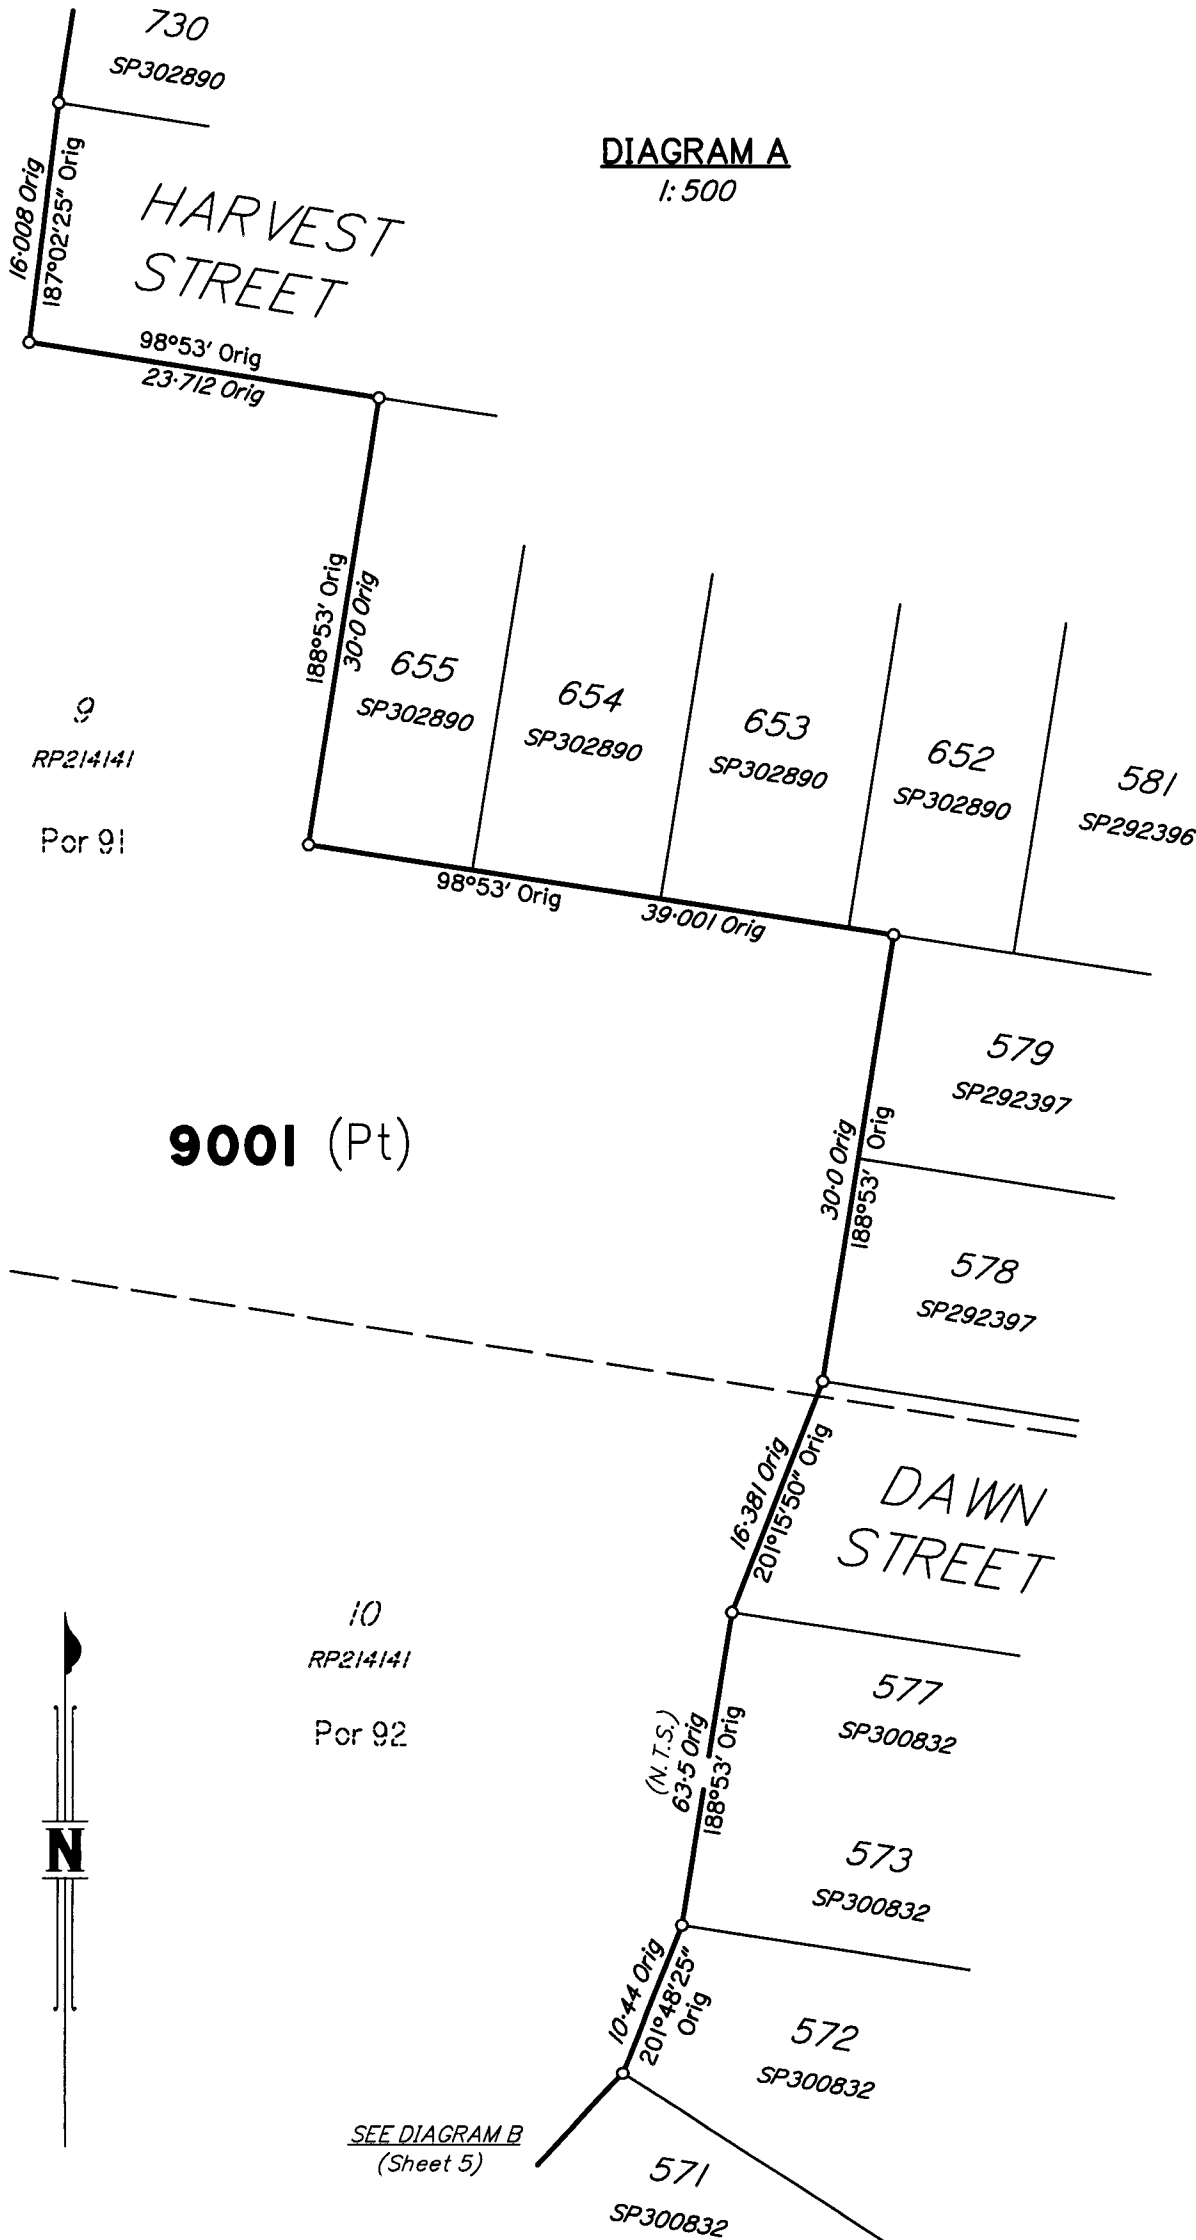 730
SP302890
DIAGRAM A
1:500
16·008 Orig
187°02'25" Orig
HARVEST
STREET
98°53' Orig
23·712 Orig
188°53' Orig
30·0 Orig
655
SP302890
654
SP302890
653
SP302890
652
SP302890
581
SP292396
9
RP214141
Por 91
98°53' Orig
39·001 Orig
579
SP292397
9001 (Pt)
30·0 Orig
188°53' Orig
578
SP292397
16·381 Orig
201°15'50" Orig
DAWN
STREET
10
RP214141
Por 92
577
SP300832
(N.T.S.)
63·5 Orig
188°53' Orig
N
573
SP300832
10·44 Orig
201°48'25"
Orig
572
SP300832
SEE DIAGRAM B
(Sheet 5)
571
SP300832